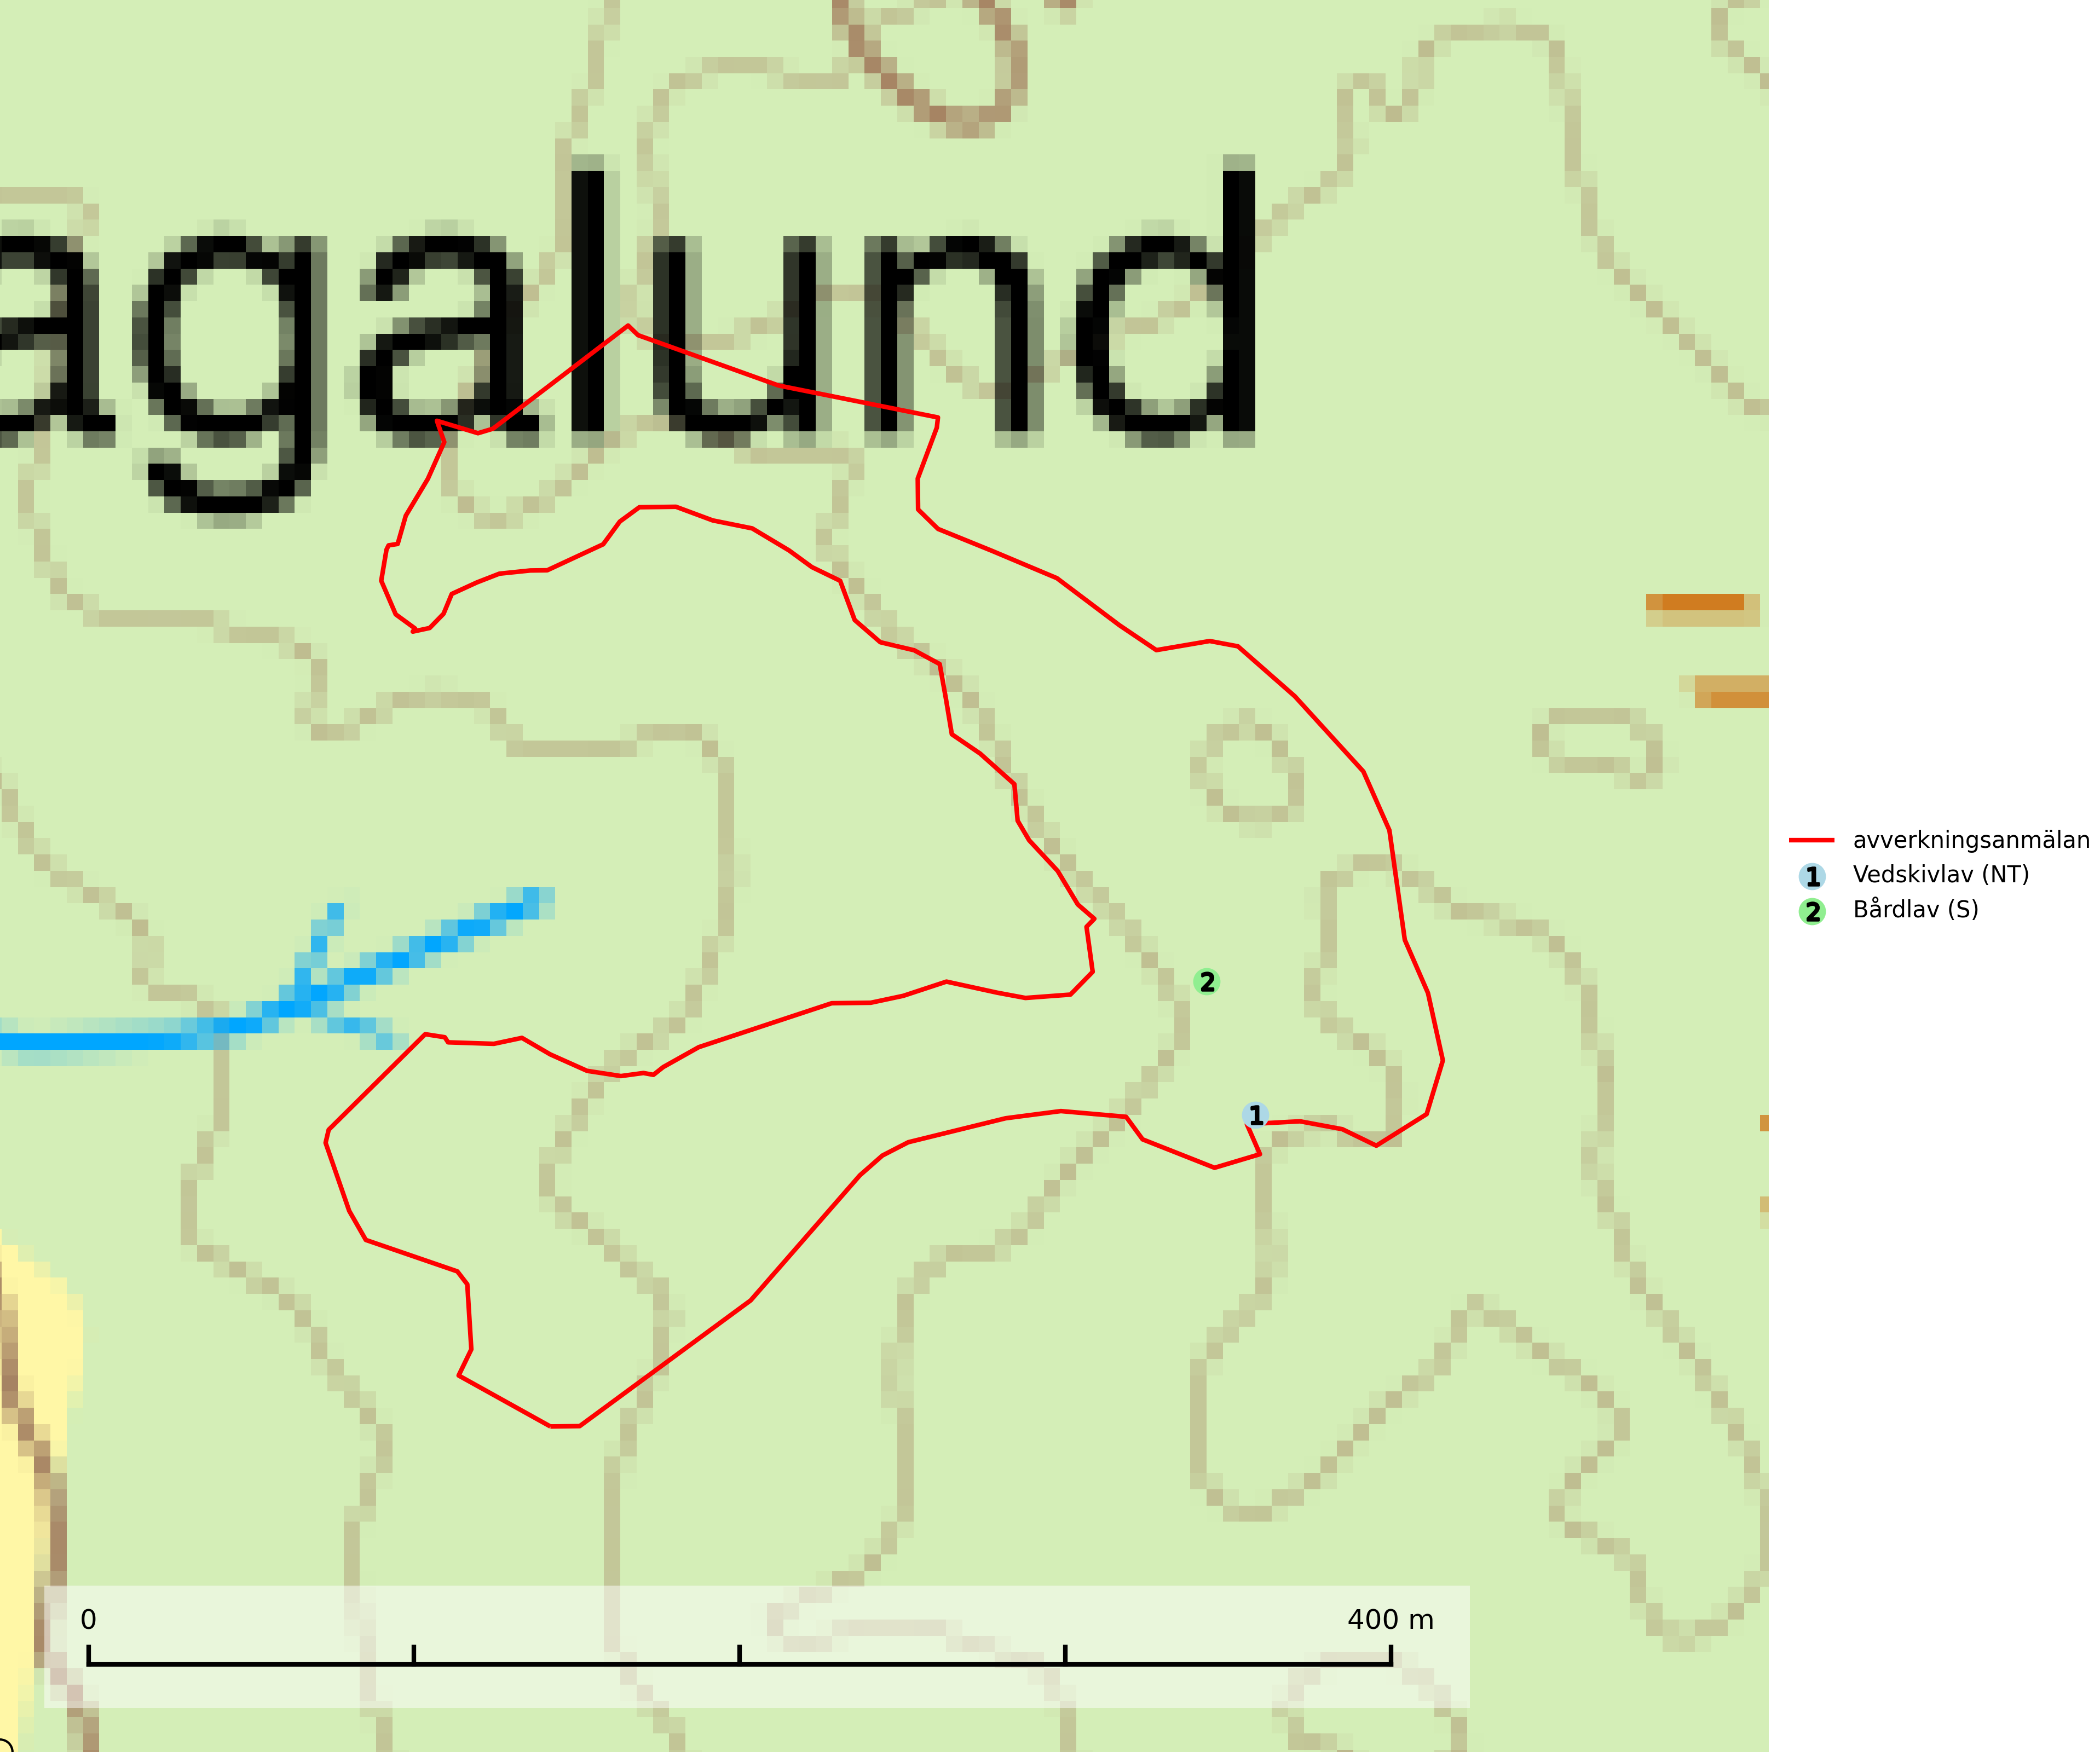 agalund
avverkningsanmälan
1 Vedskivlav (NT)
2 Bårdlav (S)
2
1
0 400 m